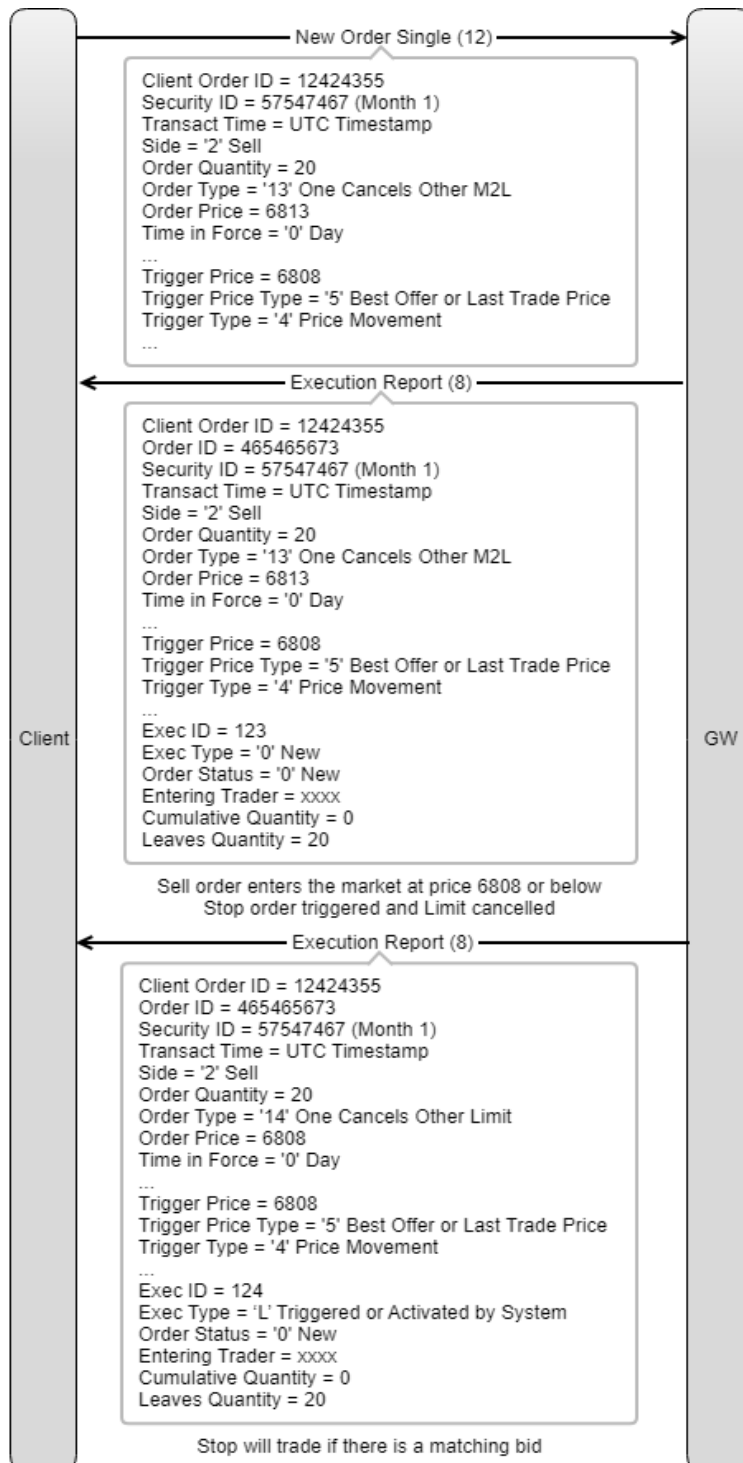 New Order Single (12)
Client Order ID = 12424355
Security ID = 57547467 (Month 1)
Transact Time = UTC Timestamp
Side = '2' Sell
Order Quantity = 20
Order Type = '13' One Cancels Other M2L
Order Price = 6813
Time in Force = '0' Day
...
Trigger Price = 6808
Trigger Price Type = '5' Best Offer or Last Trade Price
Trigger Type = '4' Price Movement
...
Execution Report (8)
Client Order ID = 12424355
Order ID = 465465673
Security ID = 57547467 (Month 1)
Transact Time = UTC Timestamp
Side = '2' Sell
Order Quantity = 20
Order Type = '13' One Cancels Other M2L
Order Price = 6813
Time in Force = '0' Day
...
Trigger Price = 6808
Trigger Price Type = '5' Best Offer or Last Trade Price
Trigger Type = '4' Price Movement
...
Exec ID = 123
Exec Type = '0' New
Client
GW
Order Status = '0' New
Entering Trader = xxxx
Cumulative Quantity = 0
Leaves Quantity = 20
Sell order enters the market at price 6808 or below
Stop order triggered and Limit cancelled
Execution Report (8)
Client Order ID = 12424355
Order ID = 465465673
Security ID = 57547467 (Month 1)
Transact Time = UTC Timestamp
Side = '2' Sell
Order Quantity = 20
Order Type = '14' One Cancels Other Limit
Order Price = 6808
Time in Force = '0' Day
...
Trigger Price = 6808
Trigger Price Type = '5' Best Offer or Last Trade Price
Trigger Type = '4' Price Movement
...
Exec ID = 124
Exec Type = ‘L’ Triggered or Activated by System
Order Status = '0' New
Entering Trader = xxxx
Cumulative Quantity = 0
Leaves Quantity = 20
Stop will trade if there is a matching bid